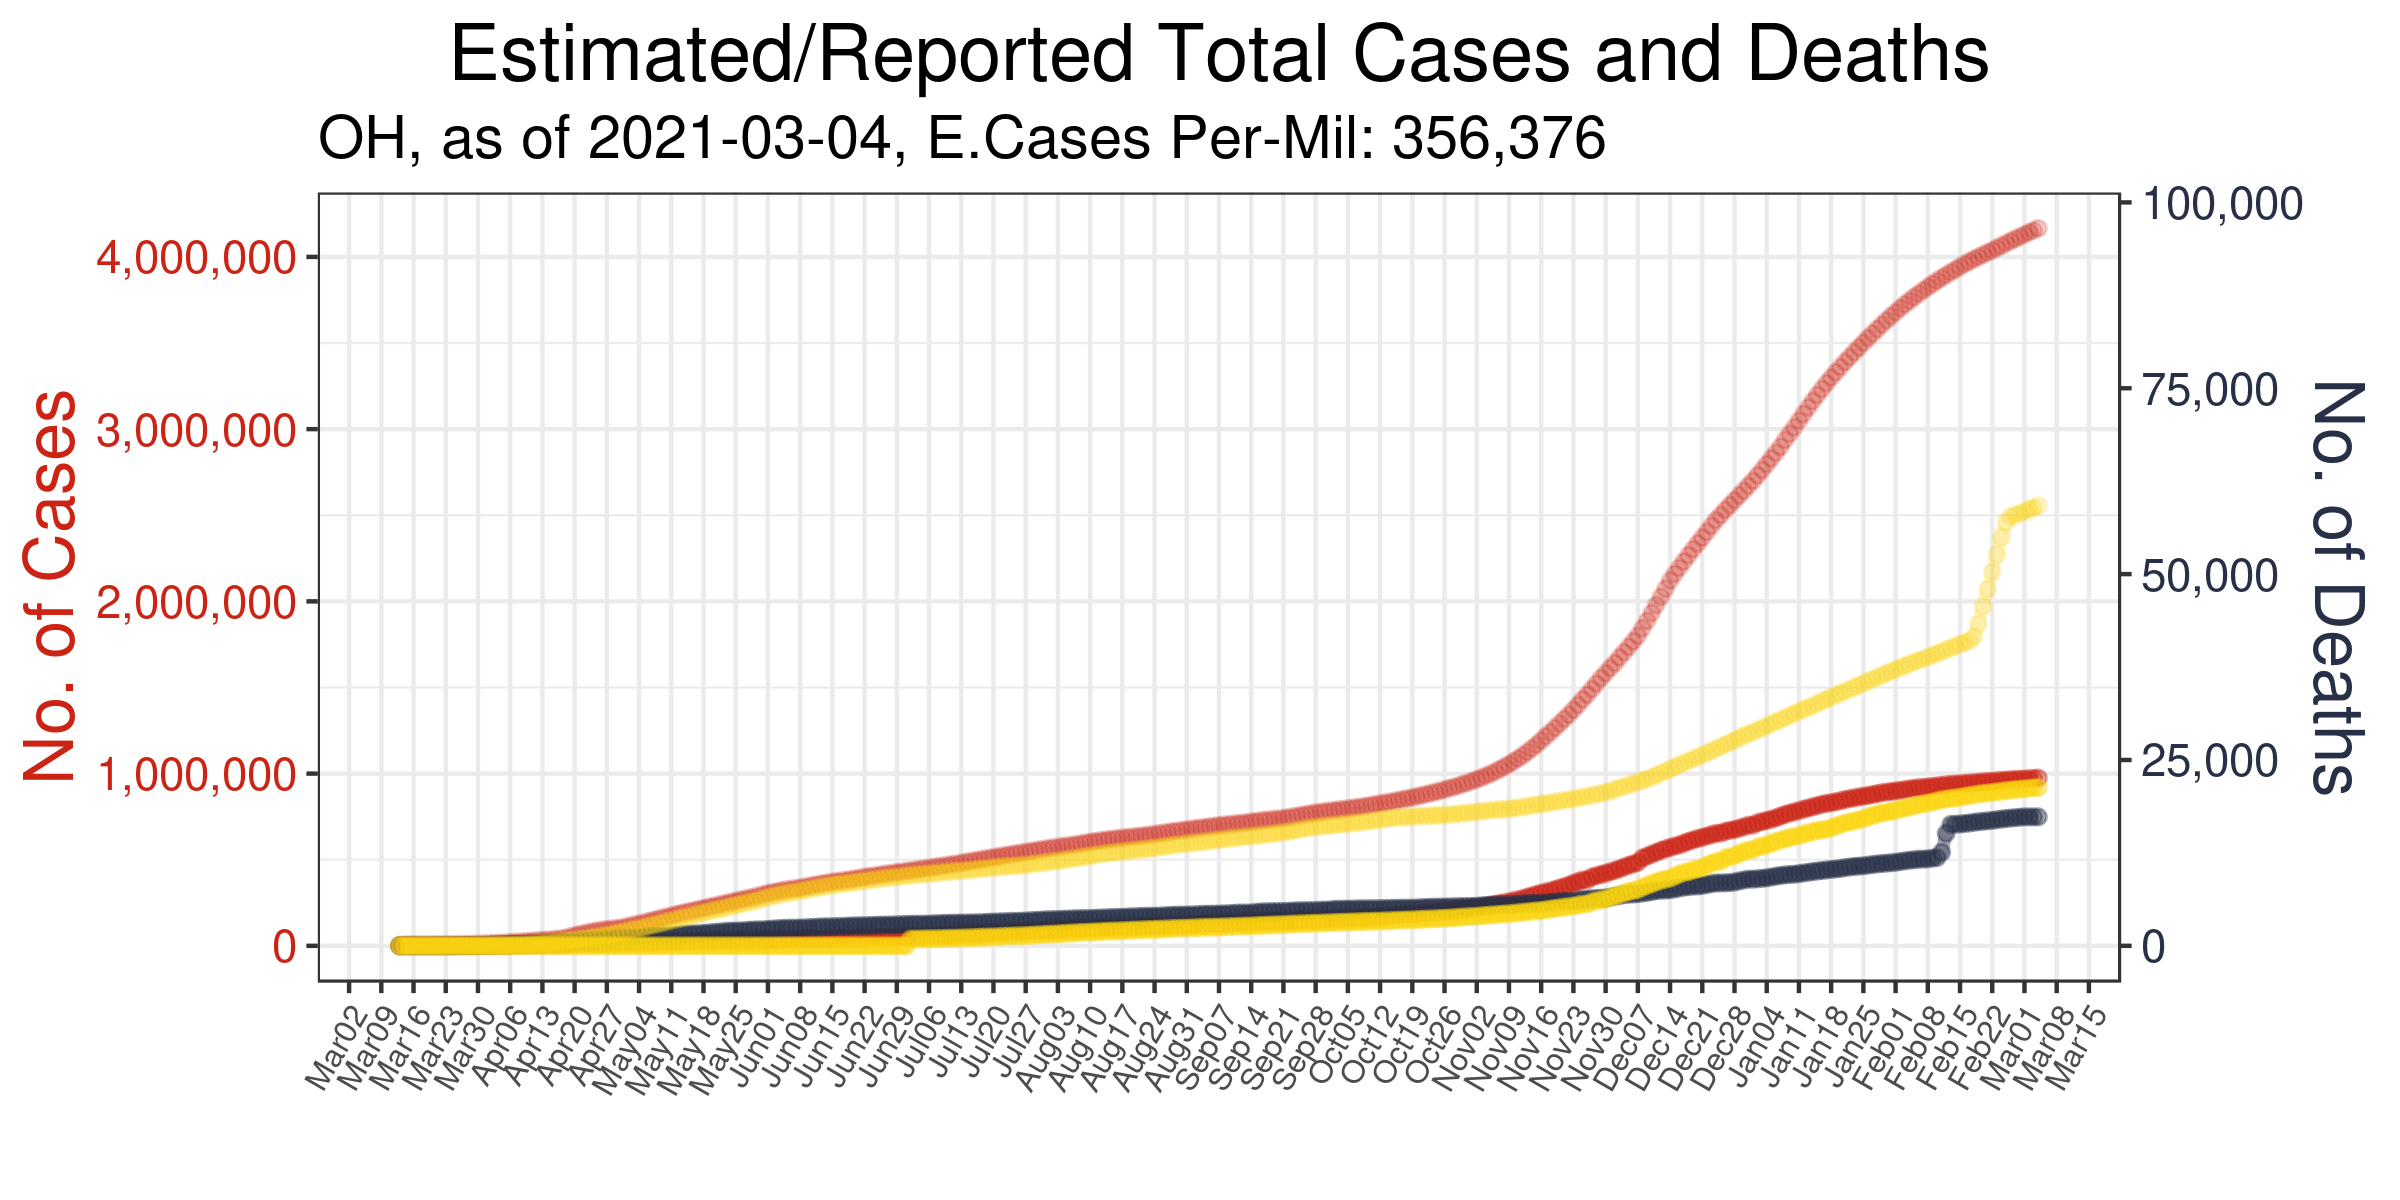 Estimated/Reported Total Cases and Deaths
OH, as of 2021-03-04, E.Cases Per-Mil: 356,376
No. of Cases
4,000,000
3,000,000
2,000,000
1,000,000
0
100,000
75,000
50,000
25,000
0
No. of Deaths
Mar02
Mar09
Mar16
Mar23
Mar30
Apr06
Apr13
Apr20
Apr27
May04
May11
May18
May25
Jun01
Jun08
Jun15
Jun22
Jun29
Jul06
Jul13
Jul20
Jul27
Aug03
Aug10
Aug17
Aug24
Aug31
Sep07
Sep14
Sep21
Sep28
Oct05
Oct12
Oct19
Oct26
Nov02
Nov09
Nov16
Nov23
Nov30
Dec07
Dec14
Dec21
Dec28
Jan04
Jan11
Jan18
Jan25
Feb01
Feb08
Feb15
Feb22
Mar01
Mar08
Mar15